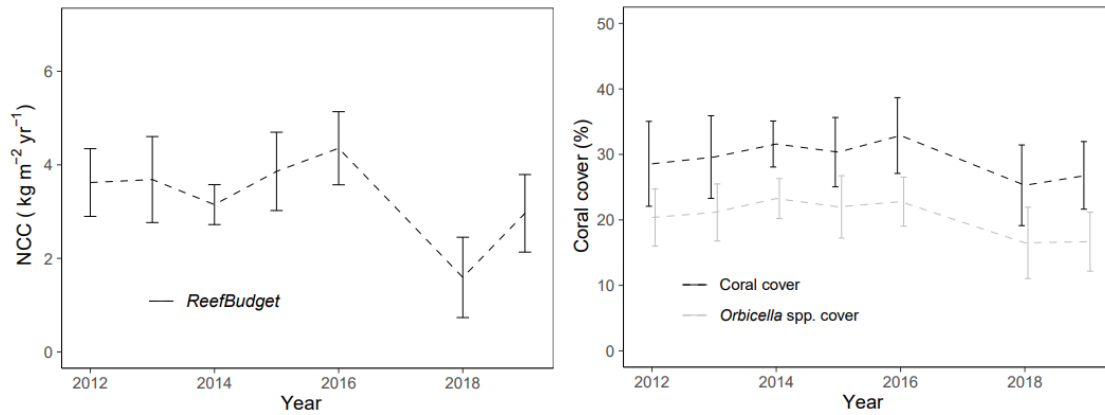 NCC ( kg m⁻² yr⁻¹)
6
4
2
0
ReefBudget
2012
2014
2016
2018
Year
Coral cover (%)
50
40
30
20
10
0
Coral cover
Orbicella spp. cover
2012
2014
2016
2018
Year